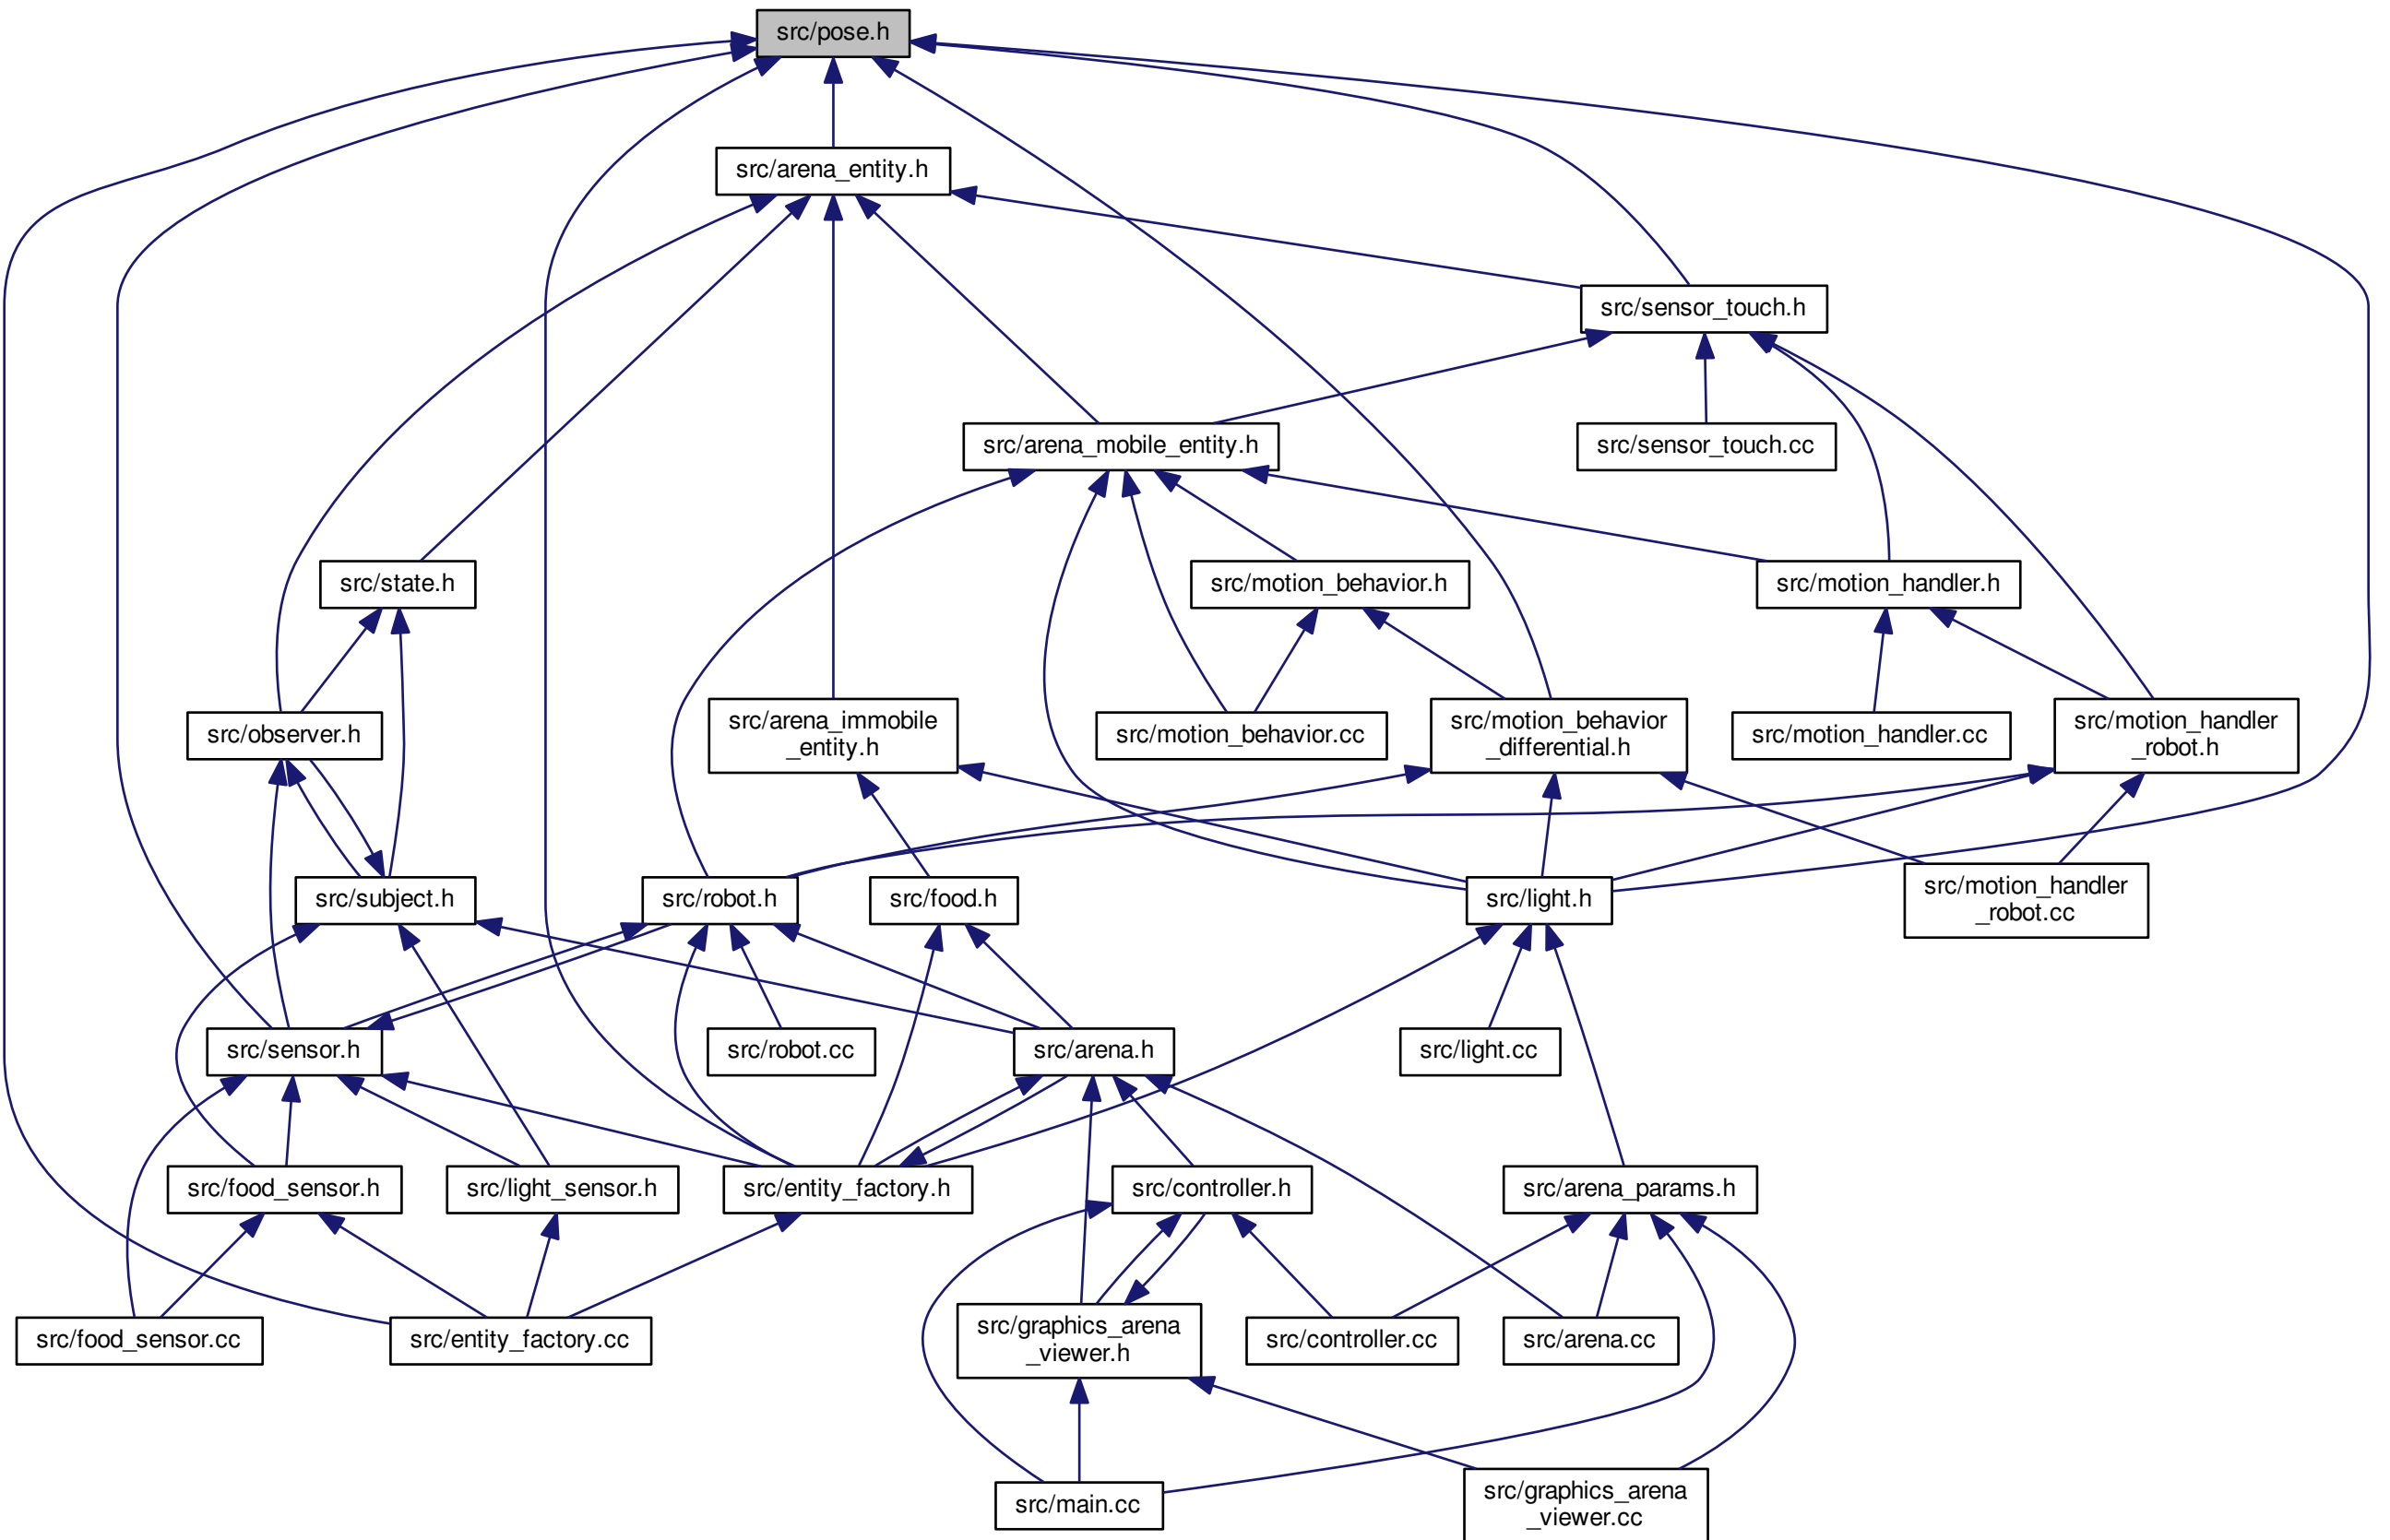 src/pose.h
src/arena_entity.h
src/sensor_touch.h
src/arena_mobile_entity.h
src/sensor_touch.cc
src/state.h
src/motion_behavior.h
src/motion_handler.h
src/observer.h
src/arena_immobile
_entity.h
src/motion_behavior.cc
src/motion_behavior
_differential.h
src/motion_handler.cc
src/motion_handler
_robot.h
src/subject.h
src/robot.h
src/food.h
src/light.h
src/motion_handler
_robot.cc
src/sensor.h
src/robot.cc
src/arena.h
src/light.cc
src/food_sensor.h
src/light_sensor.h
src/entity_factory.h
src/controller.h
src/arena_params.h
src/food_sensor.cc
src/entity_factory.cc
src/graphics_arena
_viewer.h
src/controller.cc
src/arena.cc
src/main.cc
src/graphics_arena
_viewer.cc